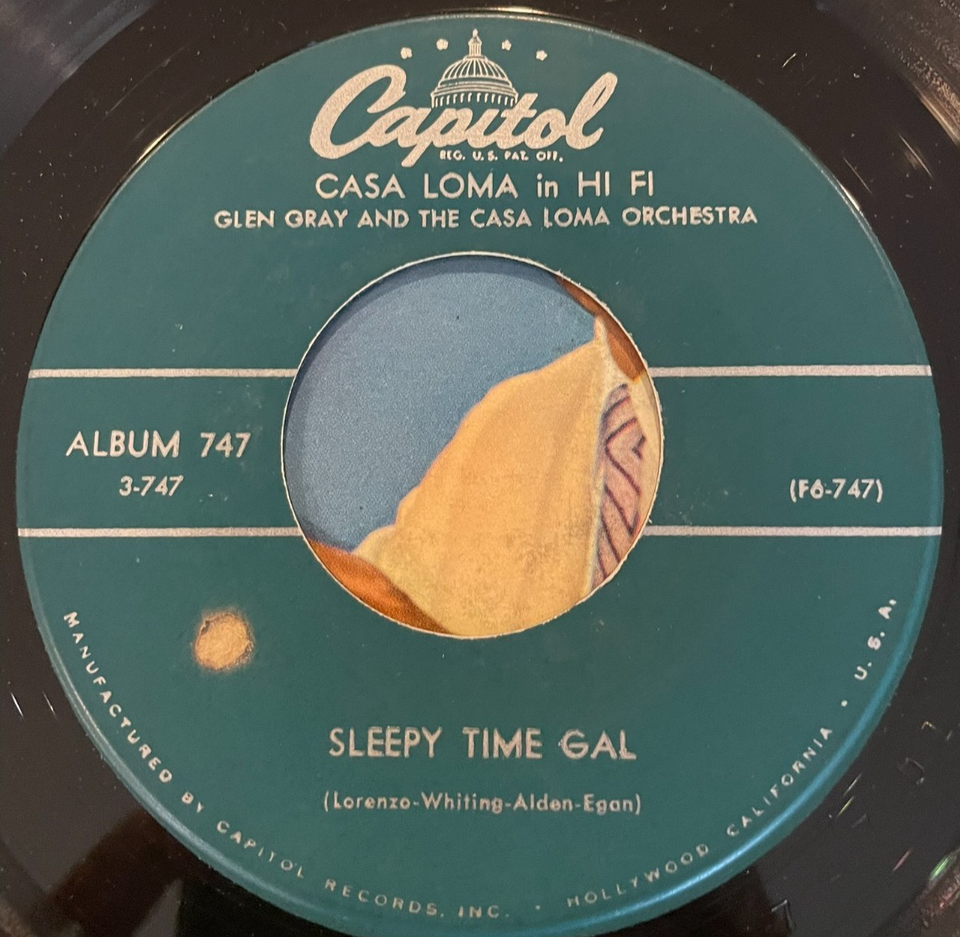 Capitol
REG. U.S. PAT. OFF.
CASA LOMA in HI FI
GLEN GRAY AND THE CASA LOMA ORCHESTRA
ALBUM 747
3-747
(F6-747)
SLEEPY TIME GAL
(Lorenzo-Whiting-Alden-Egan)
MANUFACTURED BY CAPITOL RECORDS, INC. • HOLLYWOOD CALIFORNIA • U.S.A.